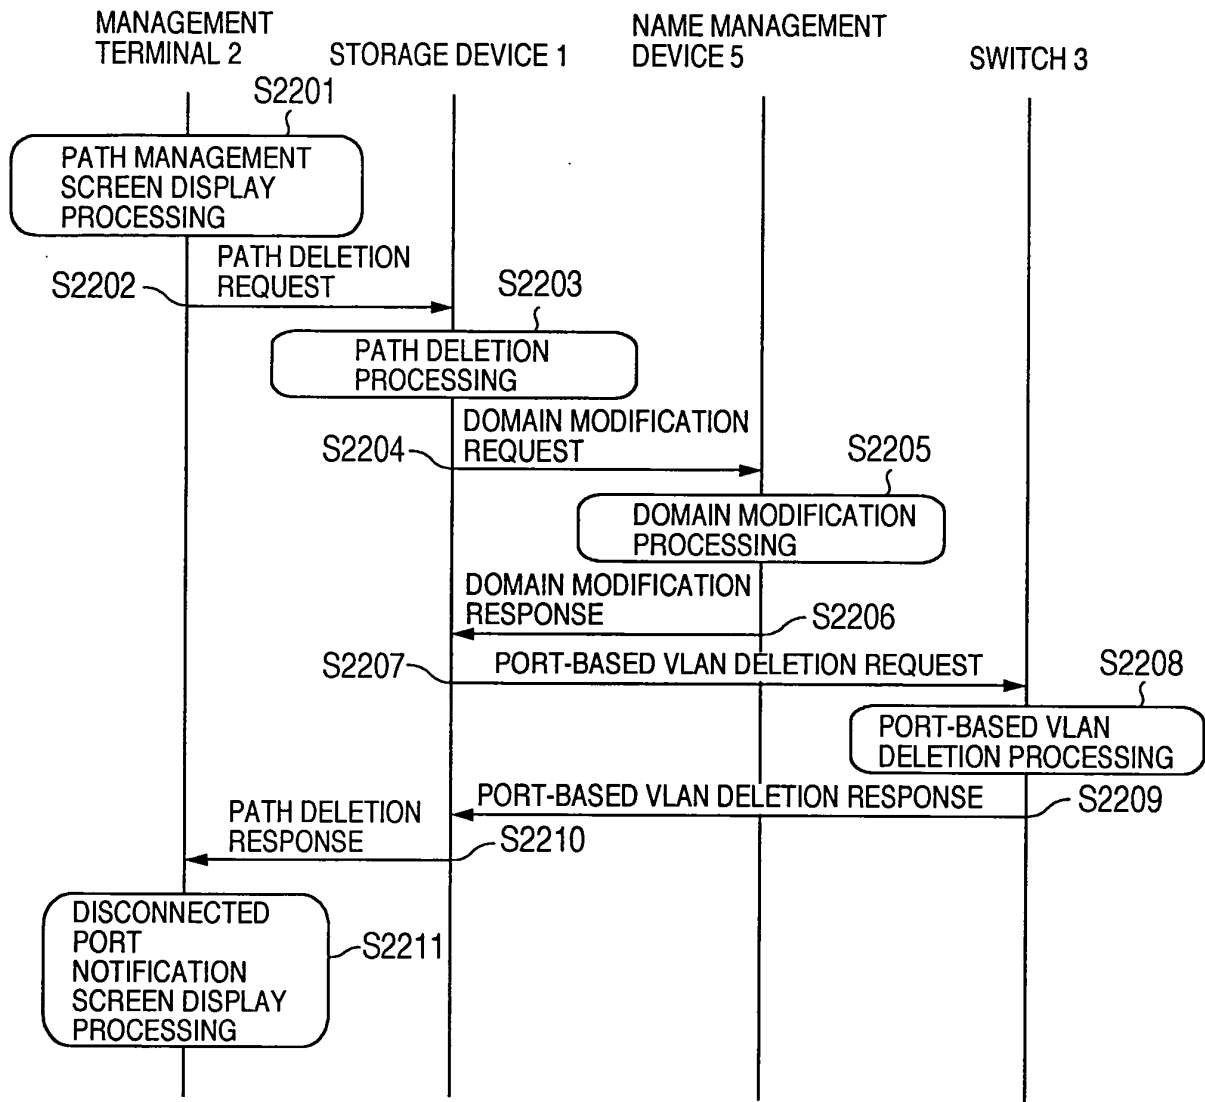 MANAGEMENT
TERMINAL 2
STORAGE DEVICE 1
NAME MANAGEMENT
DEVICE 5
SWITCH 3
S2201
PATH MANAGEMENT
SCREEN DISPLAY
PROCESSING
PATH DELETION
REQUEST
S2202
S2203
PATH DELETION
PROCESSING
DOMAIN MODIFICATION
REQUEST
S2204
S2205
DOMAIN MODIFICATION
PROCESSING
DOMAIN MODIFICATION
RESPONSE
S2206
S2207
PORT-BASED VLAN DELETION REQUEST
S2208
PORT-BASED VLAN
DELETION PROCESSING
PORT-BASED VLAN DELETION RESPONSE
S2209
PATH DELETION
RESPONSE
S2210
DISCONNECTED
PORT
NOTIFICATION
SCREEN DISPLAY
PROCESSING
S2211